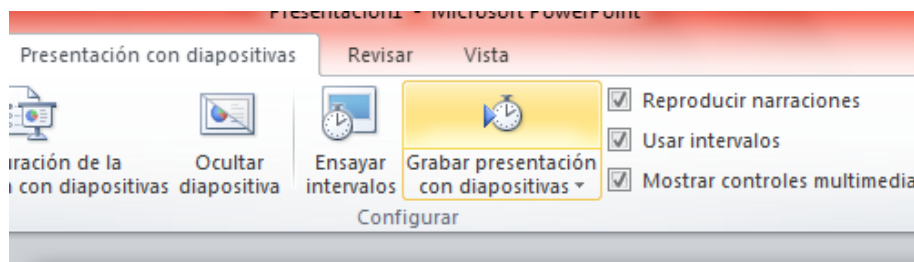 Presentación1 - Microsoft PowerPoint
Presentación con diapositivas Revisar Vista
Reproducir narraciones
Usar intervalos
uración de la Ocultar Ensayar Grabar presentación
con diapositivas diapositiva intervalos con diapositivas Mostrar controles multimedia
Configurar